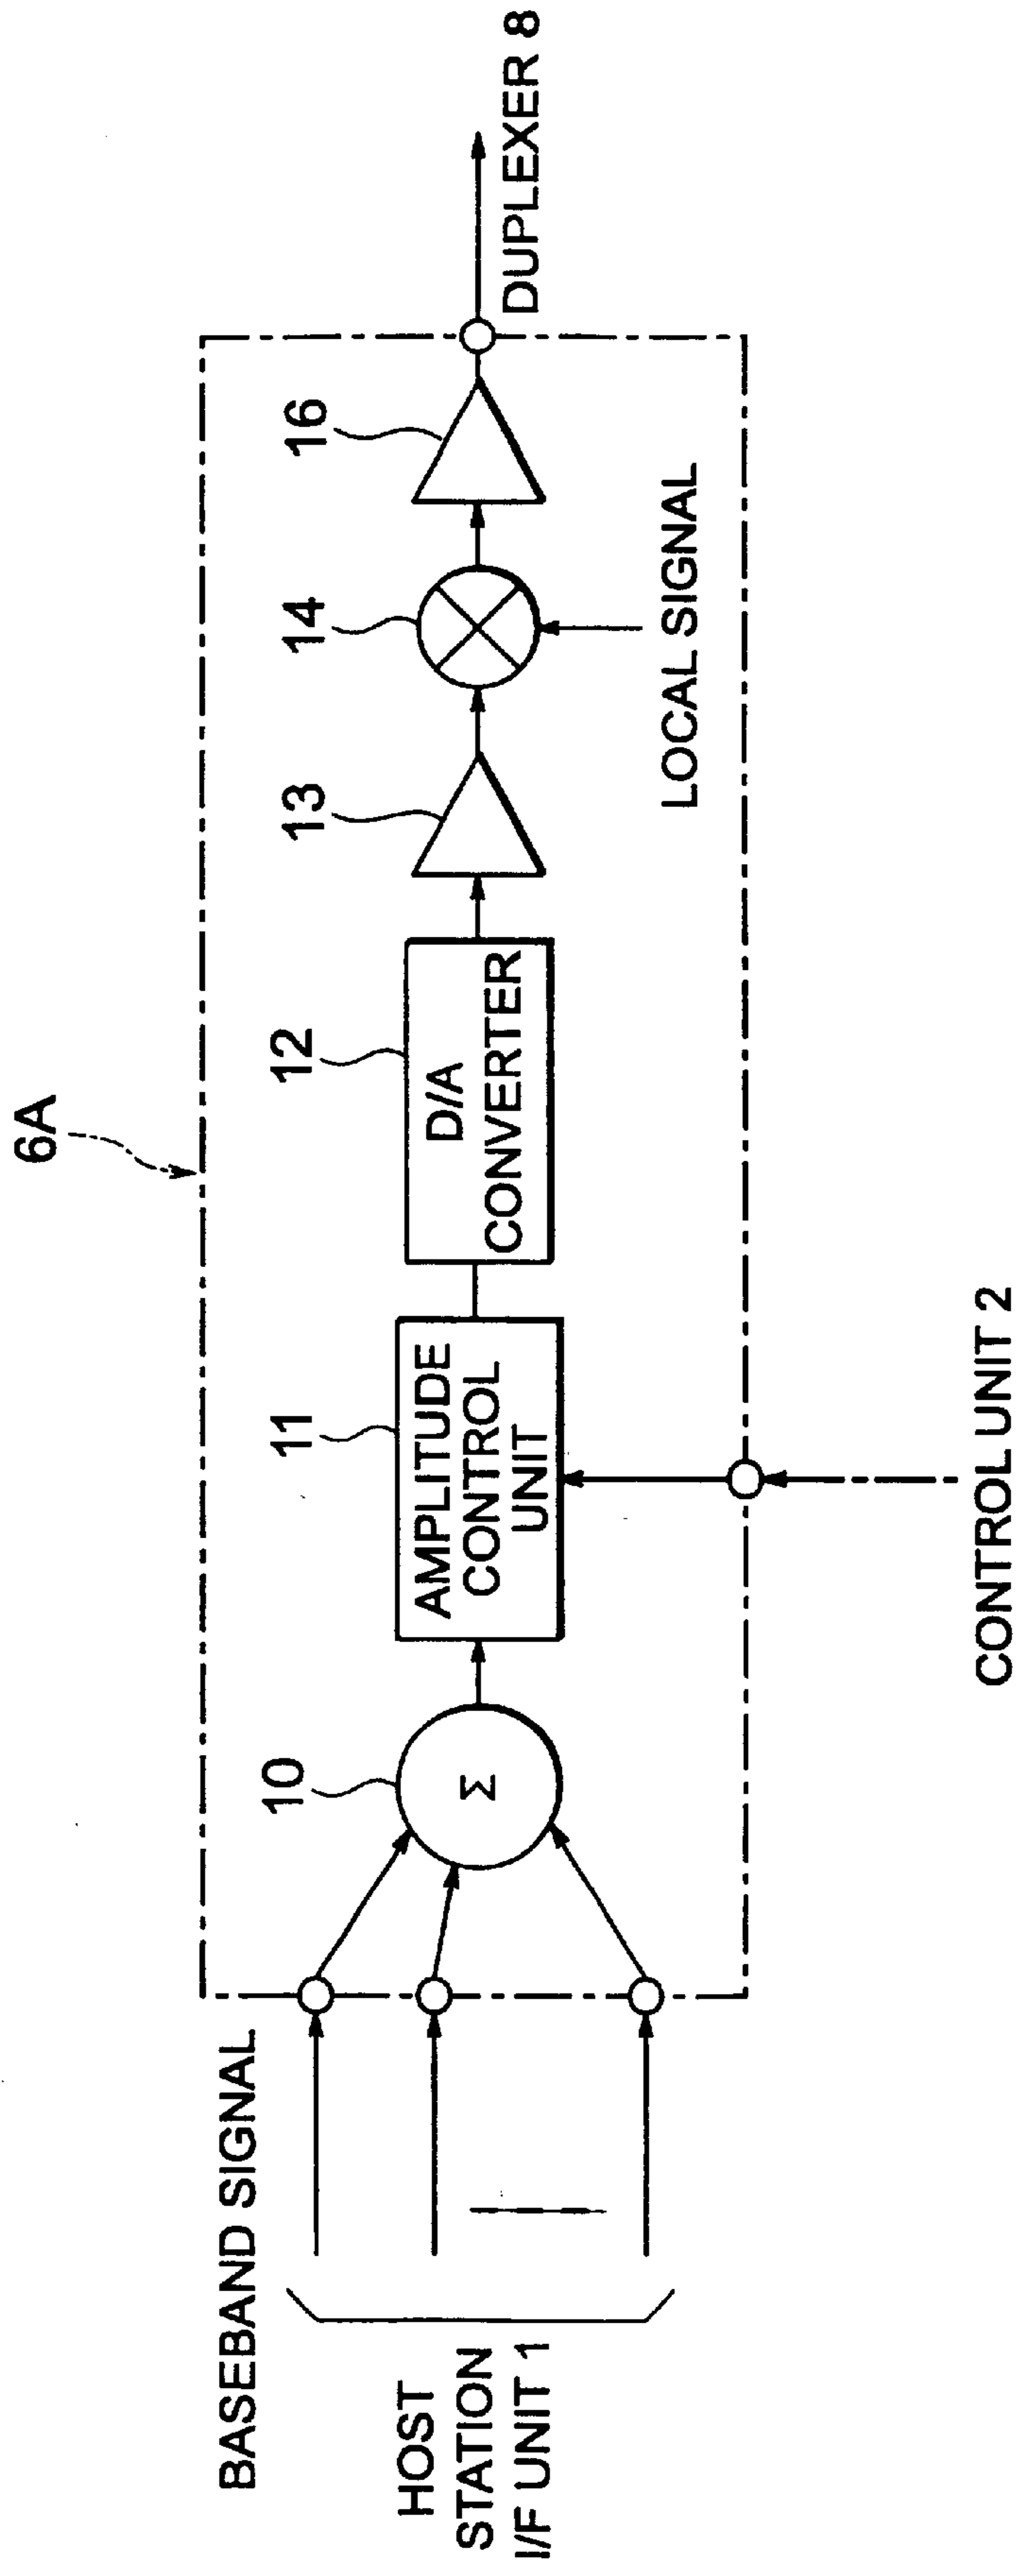 6A
BASEBAND SIGNAL
HOST
STATION
I/F UNIT 1
10
Σ
11
AMPLITUDE
CONTROL
UNIT
12
D/A
CONVERTER
13
14
16
LOCAL SIGNAL
DUPLEXER 8
CONTROL UNIT 2